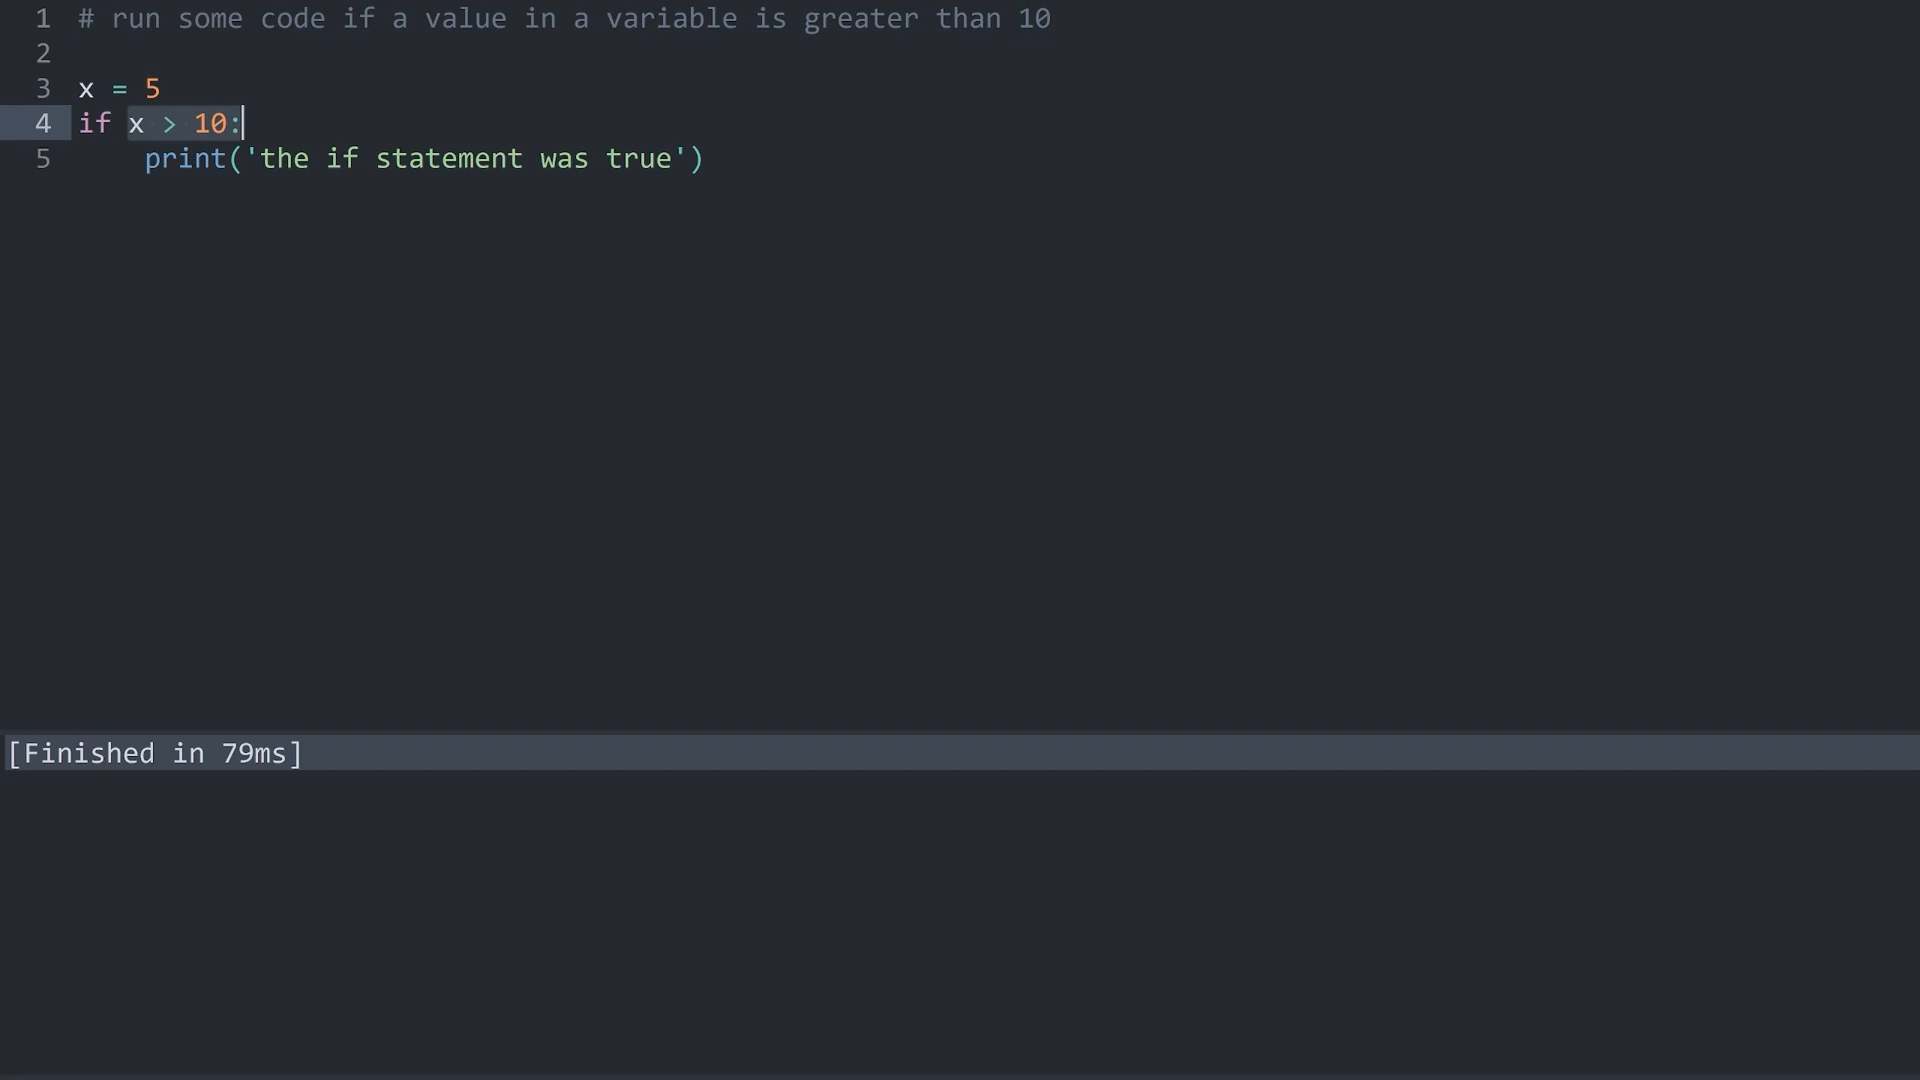 1 # run some code if a value in a variable is greater than 10
2
3 x = 5
4 if x > 10:
5     print('the if statement was true')
[Finished in 79ms]